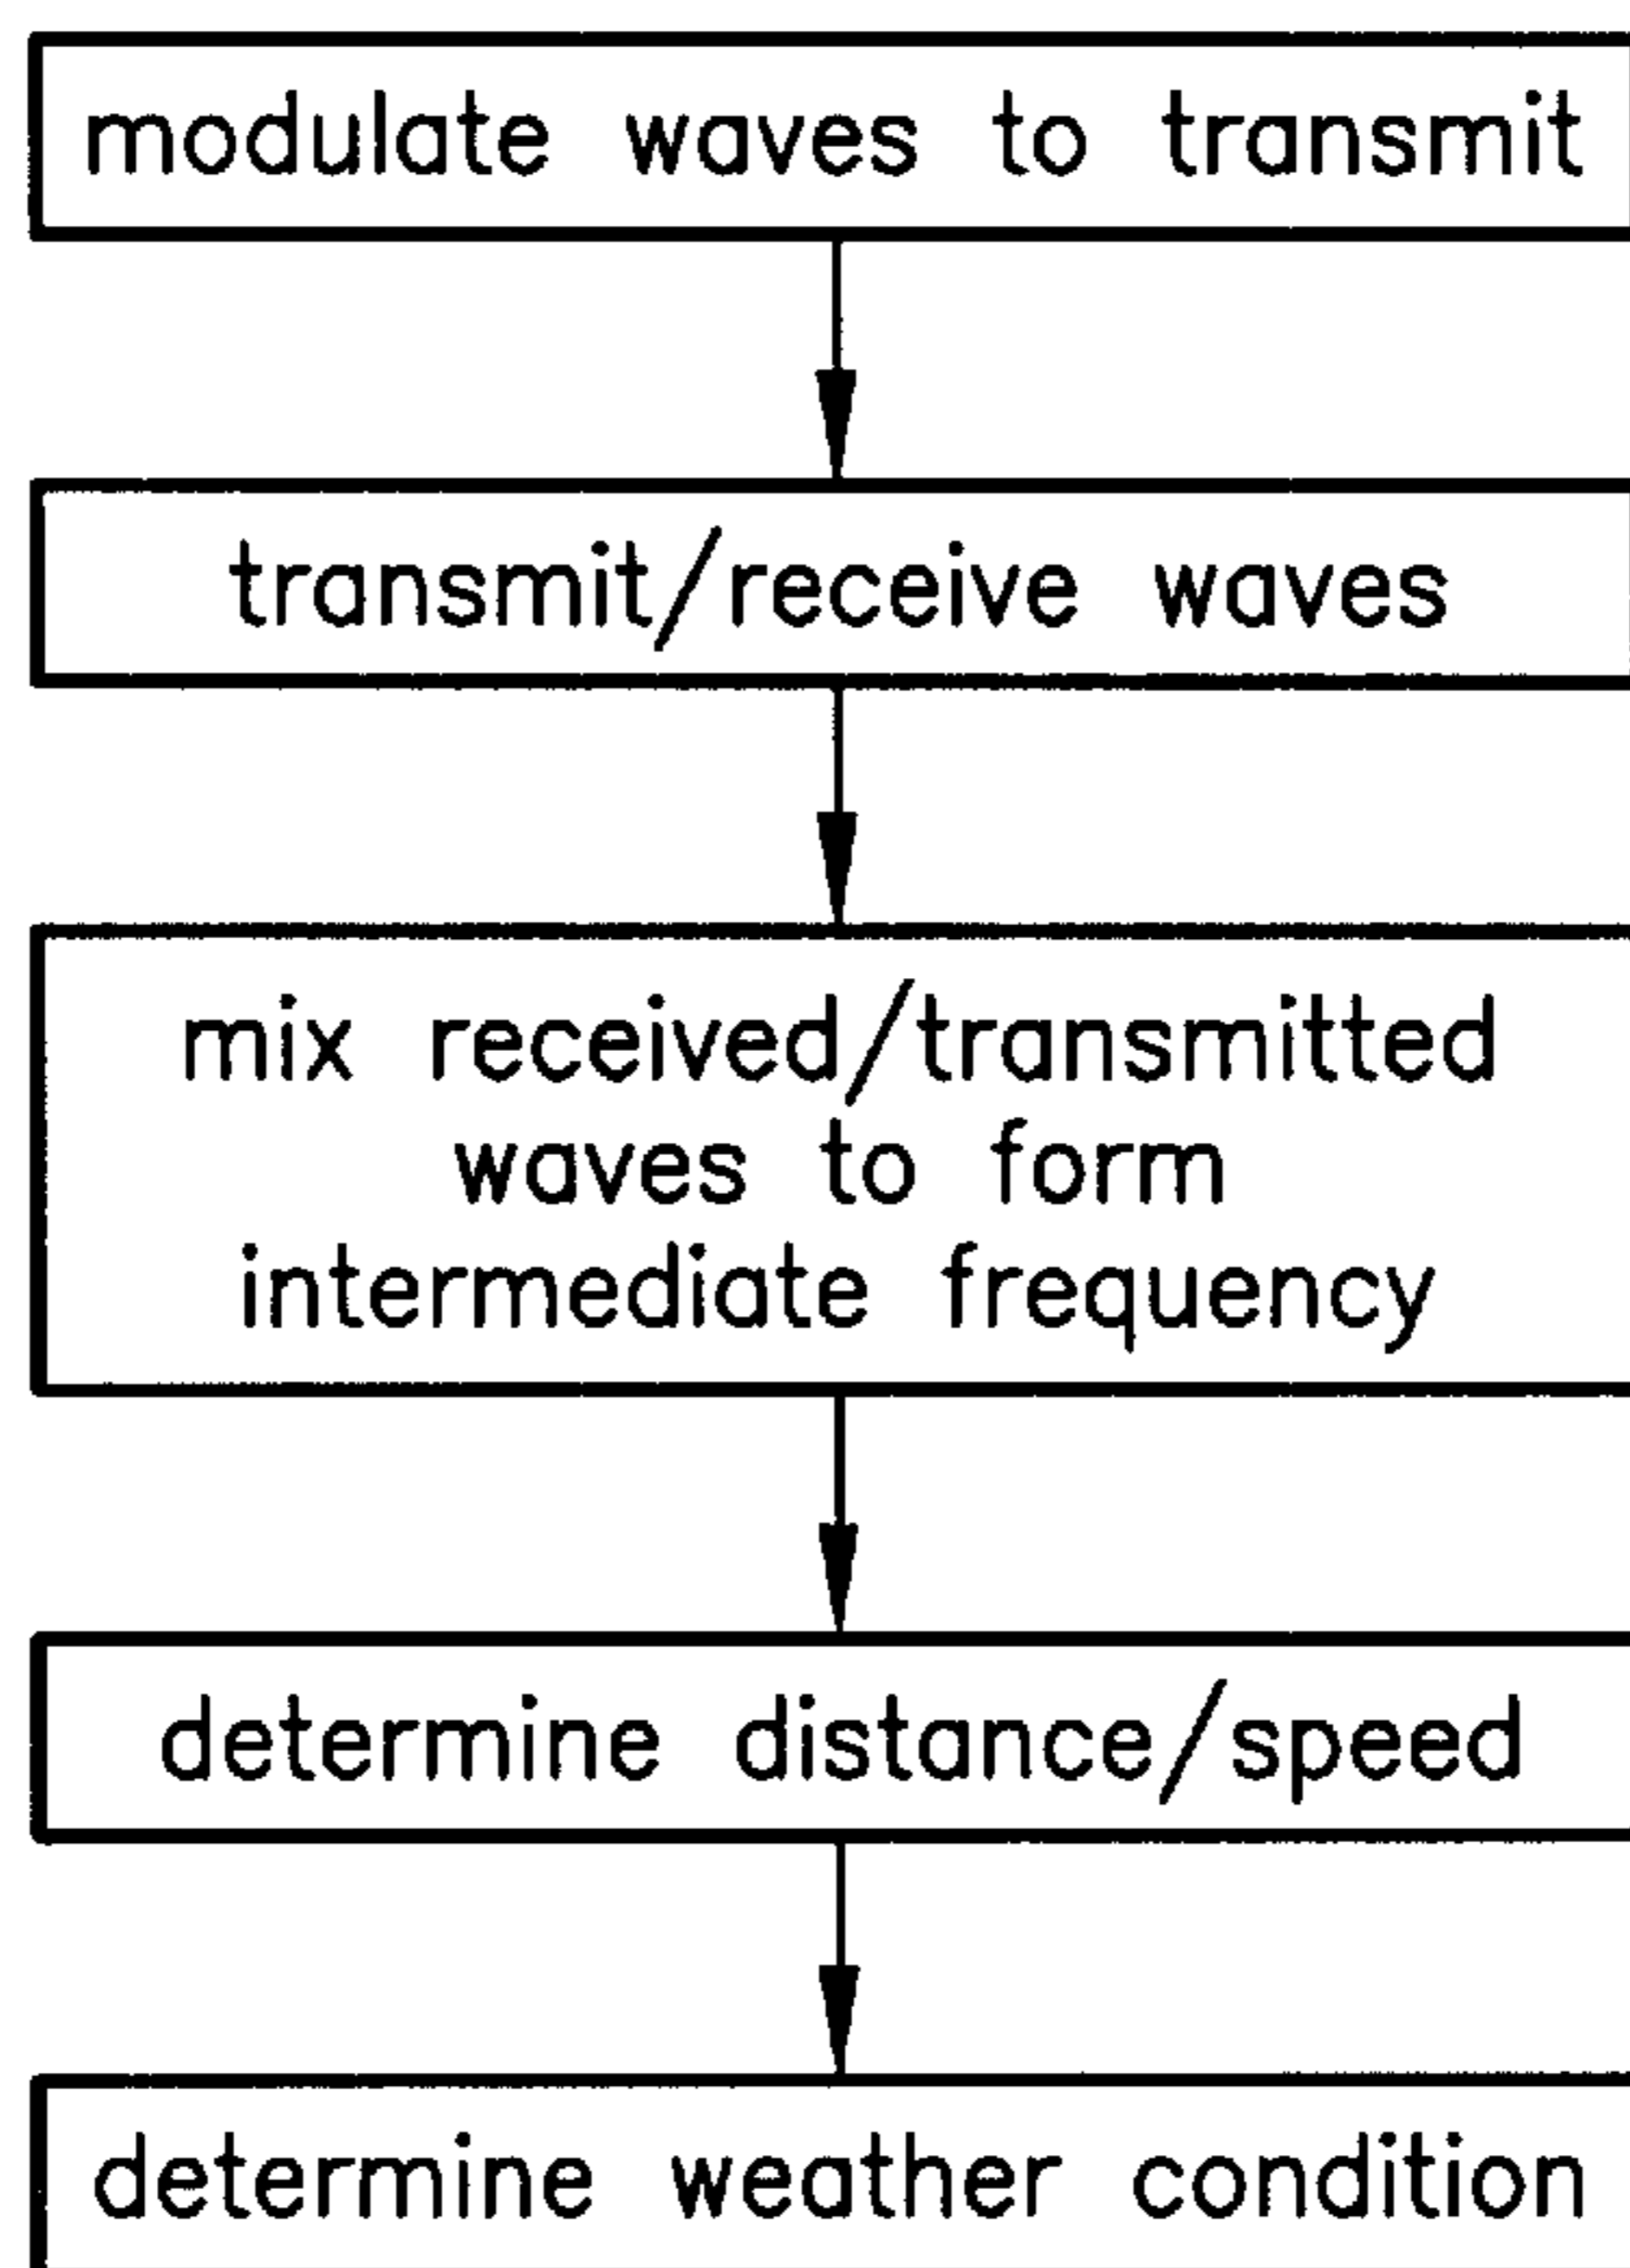 modulate waves to transmit
transmit/receive waves
mix received/transmitted
waves to form
intermediate frequency
determine distance/speed
determine weather condition